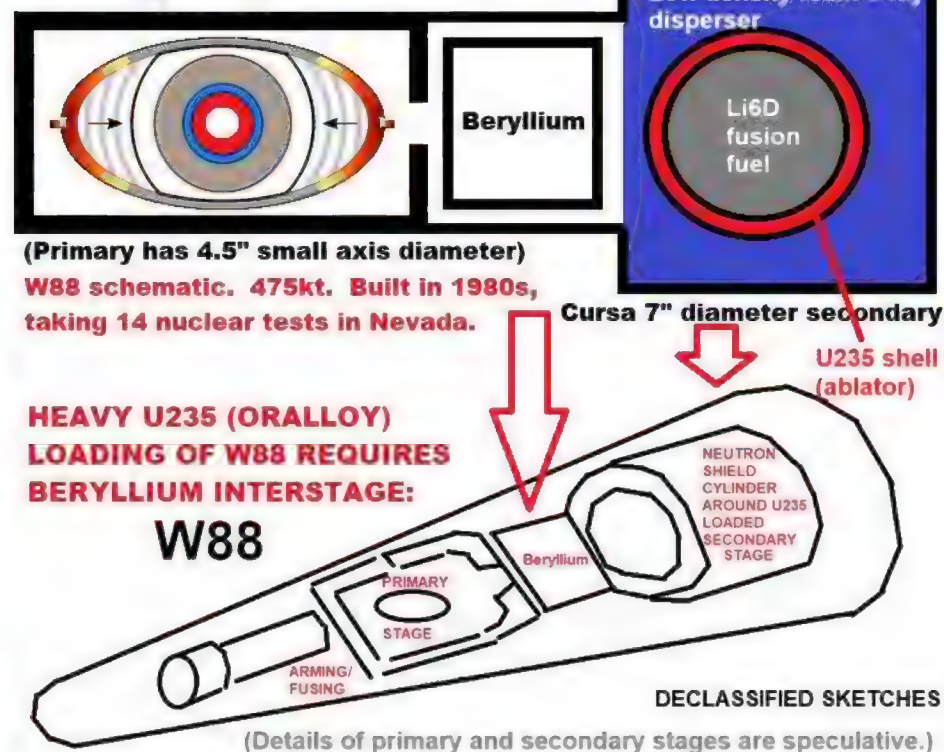 disperser
Li6D
fusion
fuel
Beryllium
(Primary has 4.5" small axis diameter)
W88 schematic. 475kt. Built in 1980s,
taking 14 nuclear tests in Nevada.
Cursa 7" diameter secondary
U235 shell
(ablator)
HEAVY U235 (ORALLOY)
LOADING OF W88 REQUIRES
BERYLLIUM INTERSTAGE:
W88
NEUTRON
SHIELD
CYLINDER
AROUND U235
LOADED
SECONDARY
STAGE
Beryllium
PRIMARY
STAGE
ARMING/
FUSING
DECLASSIFIED SKETCHES
(Details of primary and secondary stages are speculative.)